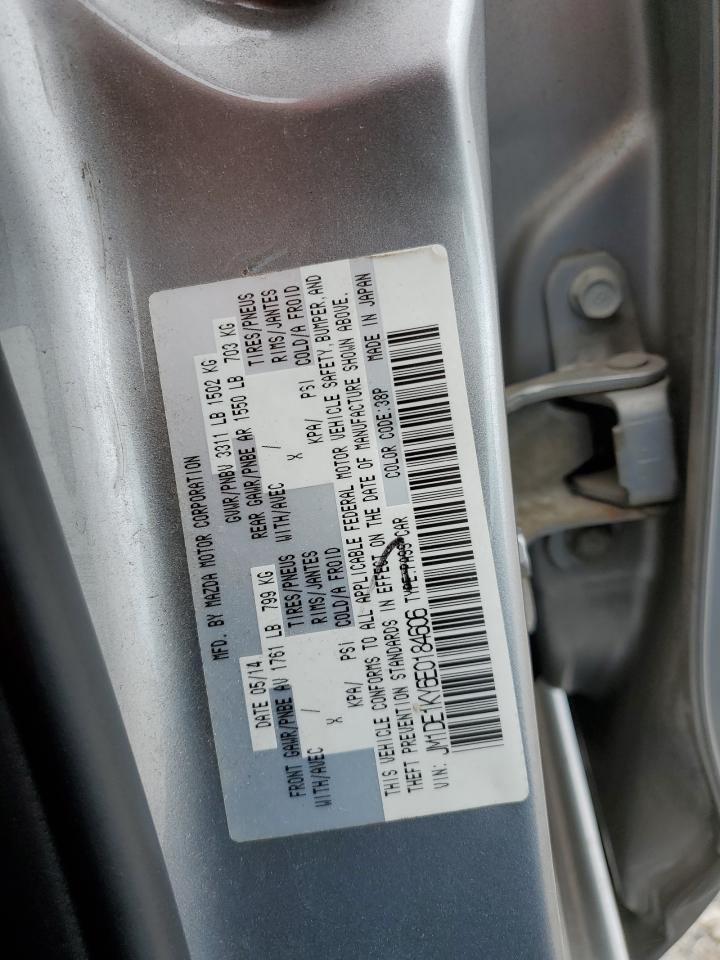 MFD. BY MAZDA MOTOR CORPORATION
DATE 05/14 GVWR/PNBV 3311 LB 1502 KG
FRONT GAWR/PNBE AV 1761 LB 799 KG REAR GAWR/PNBE AR 1550 LB 703 KG
WITH/AVEC / TIRES/PNEUS WITH/AVEC / TIRES/PNEUS
X RIMS/JANTES X RIMS/JANTES
KPA/ PSI COLD/A FROID KPA/ PSI COLD/A FROID
THIS VEHICLE CONFORMS TO ALL APPLICABLE FEDERAL MOTOR VEHICLE SAFETY, BUMPER, AND
THEFT PREVENTION STANDARDS IN EFFECT ON THE DATE OF MANUFACTURE SHOWN ABOVE.
VIN: JM1DE1KY6E0184606 TYPE:PASS CAR COLOR CODE:38P MADE IN JAPAN